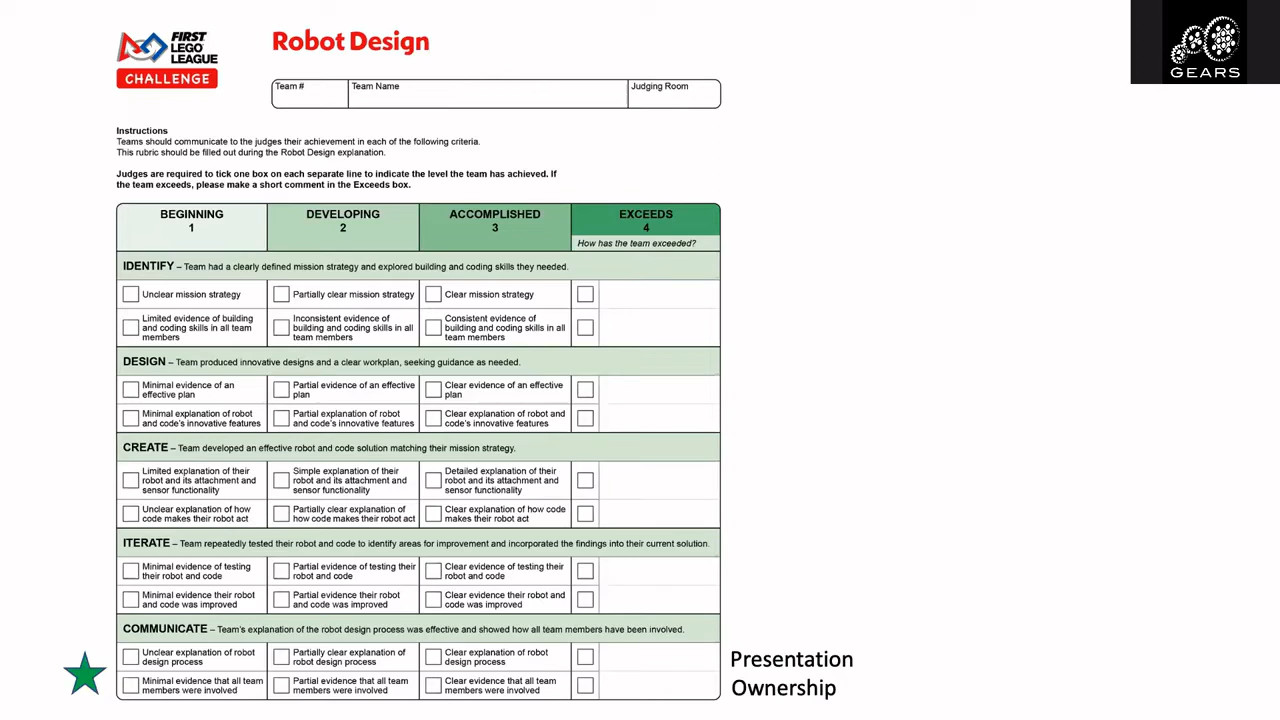 FIRST
LEGO
LEAGUE
CHALLENGE
Robot Design
GEARS
Team #
Team Name
Judging Room
Instructions
Teams should communicate to the judges their achievement in each of the following criteria.
This rubric should be filled out during the Robot Design explanation.
Judges are required to tick one box on each separate line to indicate the level the team has achieved. If
the team exceeds, please make a short comment in the Exceeds box.
BEGINNING
1
DEVELOPING
2
ACCOMPLISHED
3
EXCEEDS
4
How has the team exceeded?
IDENTIFY – Team had a clearly defined mission strategy and explored building and coding skills they needed.
Unclear mission strategy
Partially clear mission strategy
Clear mission strategy
Limited evidence of building
and coding skills in all team
members
Inconsistent evidence of
building and coding skills in all
team members
Consistent evidence of
building and coding skills in all
team members
DESIGN – Team produced innovative designs and a clear workplan, seeking guidance as needed.
Minimal evidence of an
effective plan
Partial evidence of an effective
plan
Clear evidence of an effective
plan
Minimal explanation of robot
and code's innovative features
Partial explanation of robot
and code's innovative features
Clear explanation of robot and
code's innovative features
CREATE – Team developed an effective robot and code solution matching their mission strategy.
Limited explanation of their
robot and its attachment and
sensor functionality
Simple explanation of their
robot and its attachment and
sensor functionality
Detailed explanation of their
robot and its attachment and
sensor functionality
Unclear explanation of how
code makes their robot act
Partially clear explanation of
how code makes their robot act
Clear explanation of how code
makes their robot act
ITERATE – Team repeatedly tested their robot and code to identify areas for improvement and incorporated the findings into their current solution.
Minimal evidence of testing
their robot and code
Partial evidence of testing their
robot and code
Clear evidence of testing their
robot and code
Minimal evidence their robot
and code was improved
Partial evidence their robot
and code was improved
Clear evidence their robot and
code was improved
COMMUNICATE – Team's explanation of the robot design process was effective and showed how all team members have been involved.
Unclear explanation of robot
design process
Partially clear explanation of
robot design process
Clear explanation of robot
design process
Presentation
Minimal evidence that all team
members were involved
Partial evidence that all team
members were involved
Clear evidence that all team
members were involved
Ownership